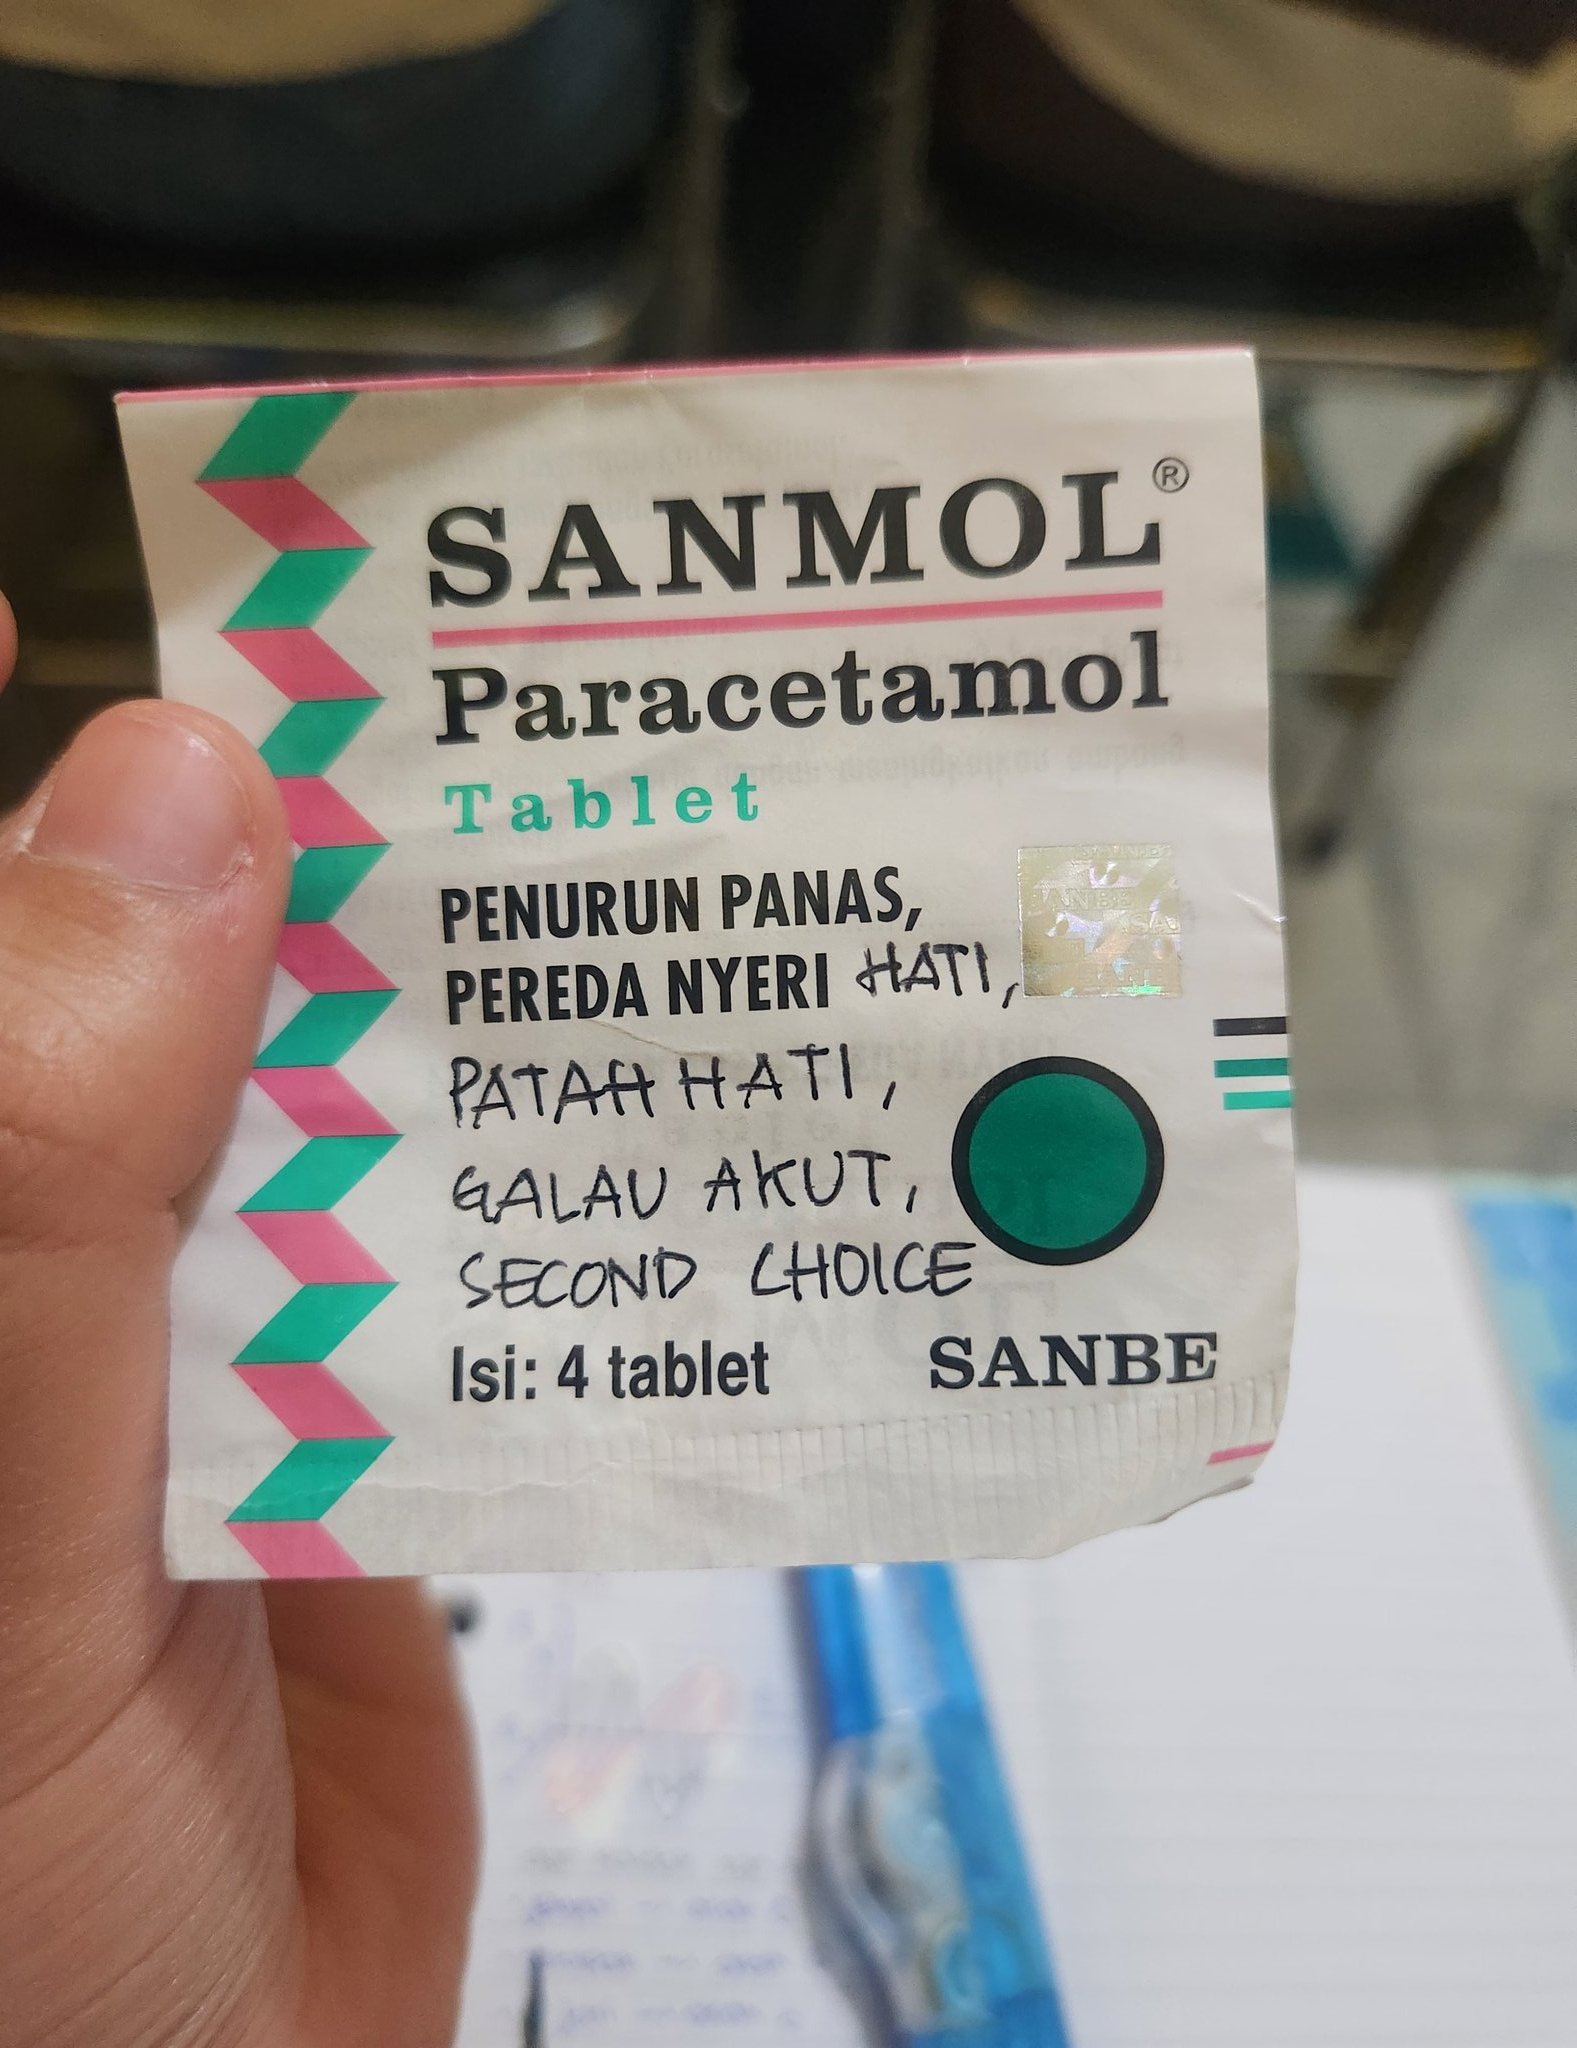 SANMOL®
Paracetamol
Tablet
PENURUN PANAS,
PEREDA NYERI HATI,
PATAH HATI,
GALAU AKUT,
SECOND CHOICE
Isi: 4 tablet
SANBE